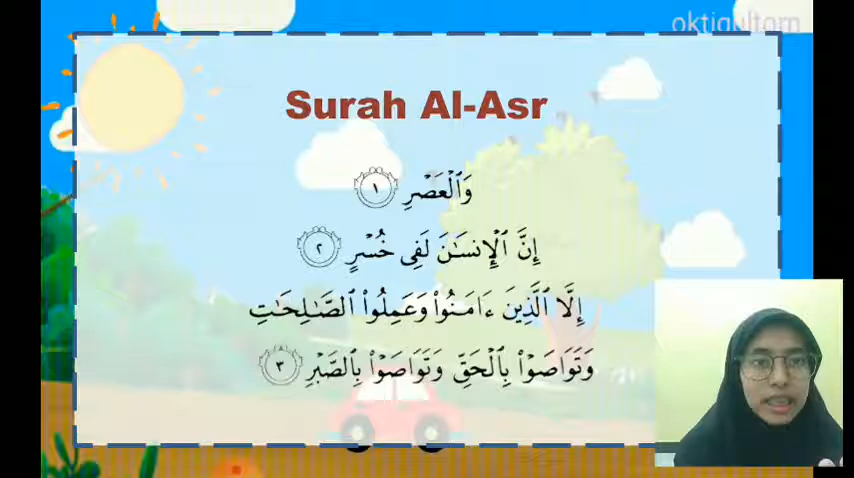 oktigultom
Surah Al-Asr
وَٱلْعَصْرِ ١
إِنَّ ٱلْإِنسَـٰنَ لَفِى خُسْرٍ ٢
إِلَّا ٱلَّذِينَ ءَامَنُوا۟ وَعَمِلُوا۟ ٱلصَّـٰلِحَـٰتِ
وَتَوَاصَوْا۟ بِٱلْحَقِّ وَتَوَاصَوْا۟ بِٱلصَّبْرِ ٣